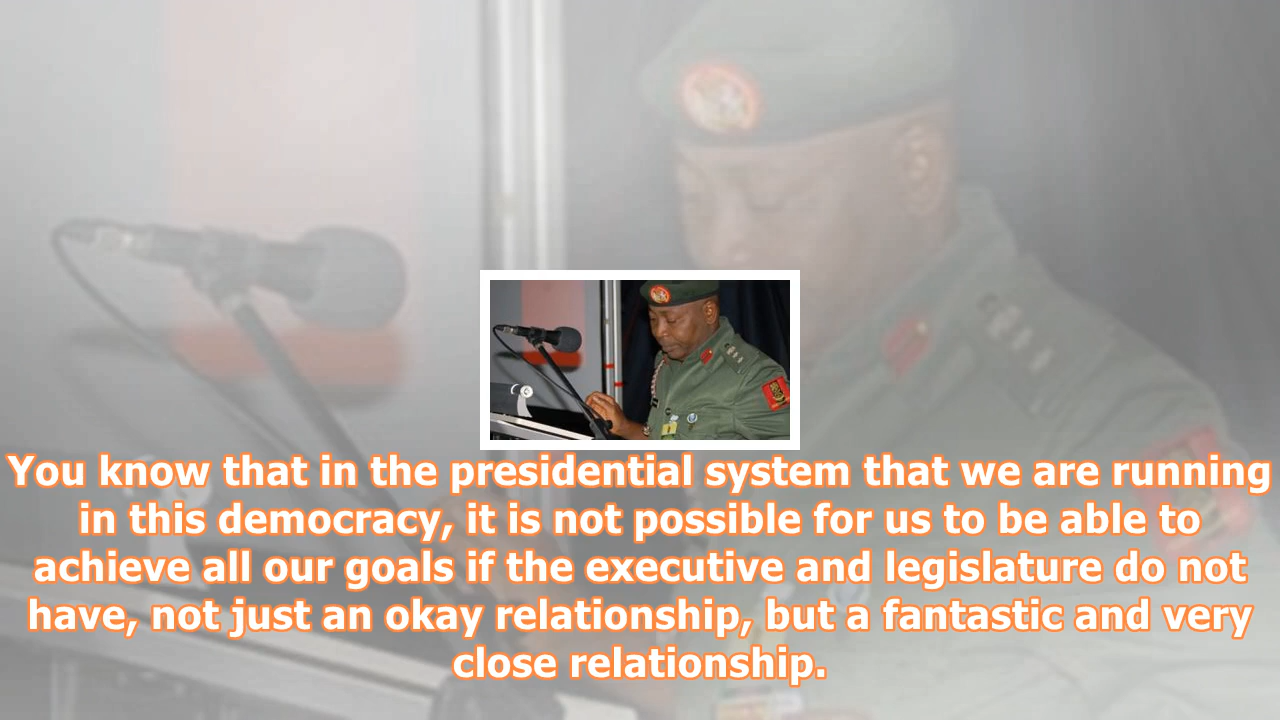 You know that in the presidential system that we are running
in this democracy, it is not possible for us to be able to
achieve all our goals if the executive and legislature do not
have, not just an okay relationship, but a fantastic and very
close relationship.